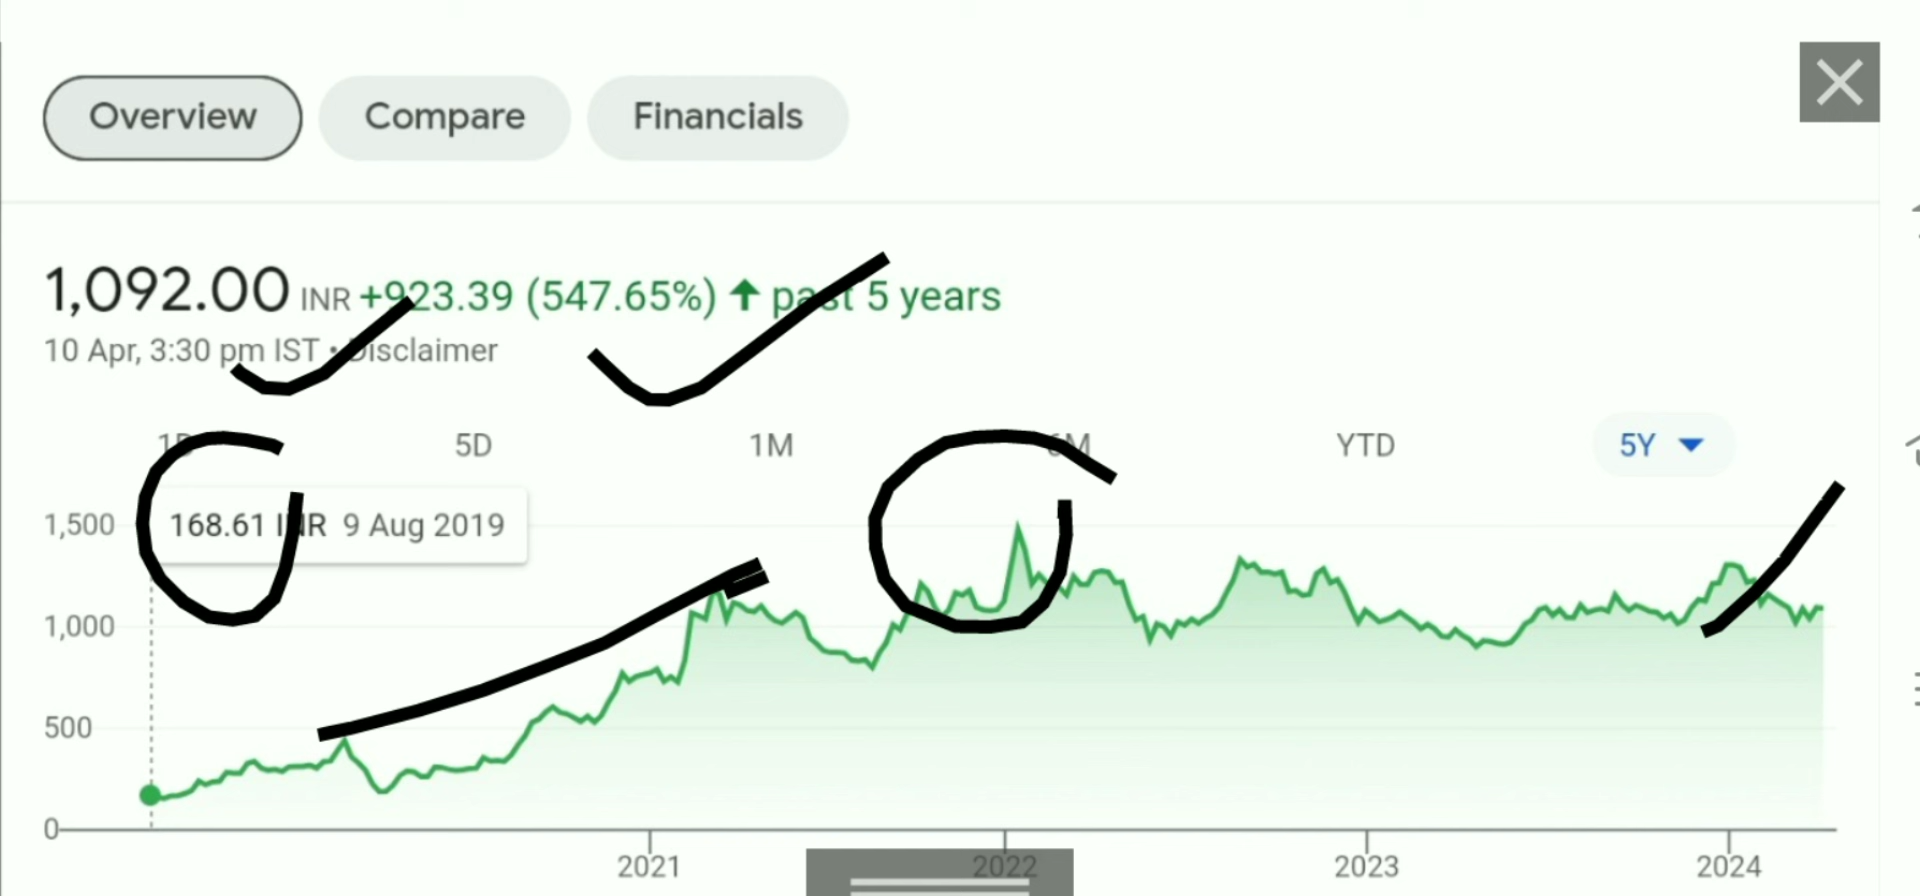 Overview Compare Financials
1,092.00 INR +923.39 (547.65%) past 5 years
10 Apr, 3:30 pm IST • Disclaimer
1D 5D 1M 6M YTD 5Y
168.61 INR 9 Aug 2019
1,500
1,000
500
0
2021 2022 2023 2024